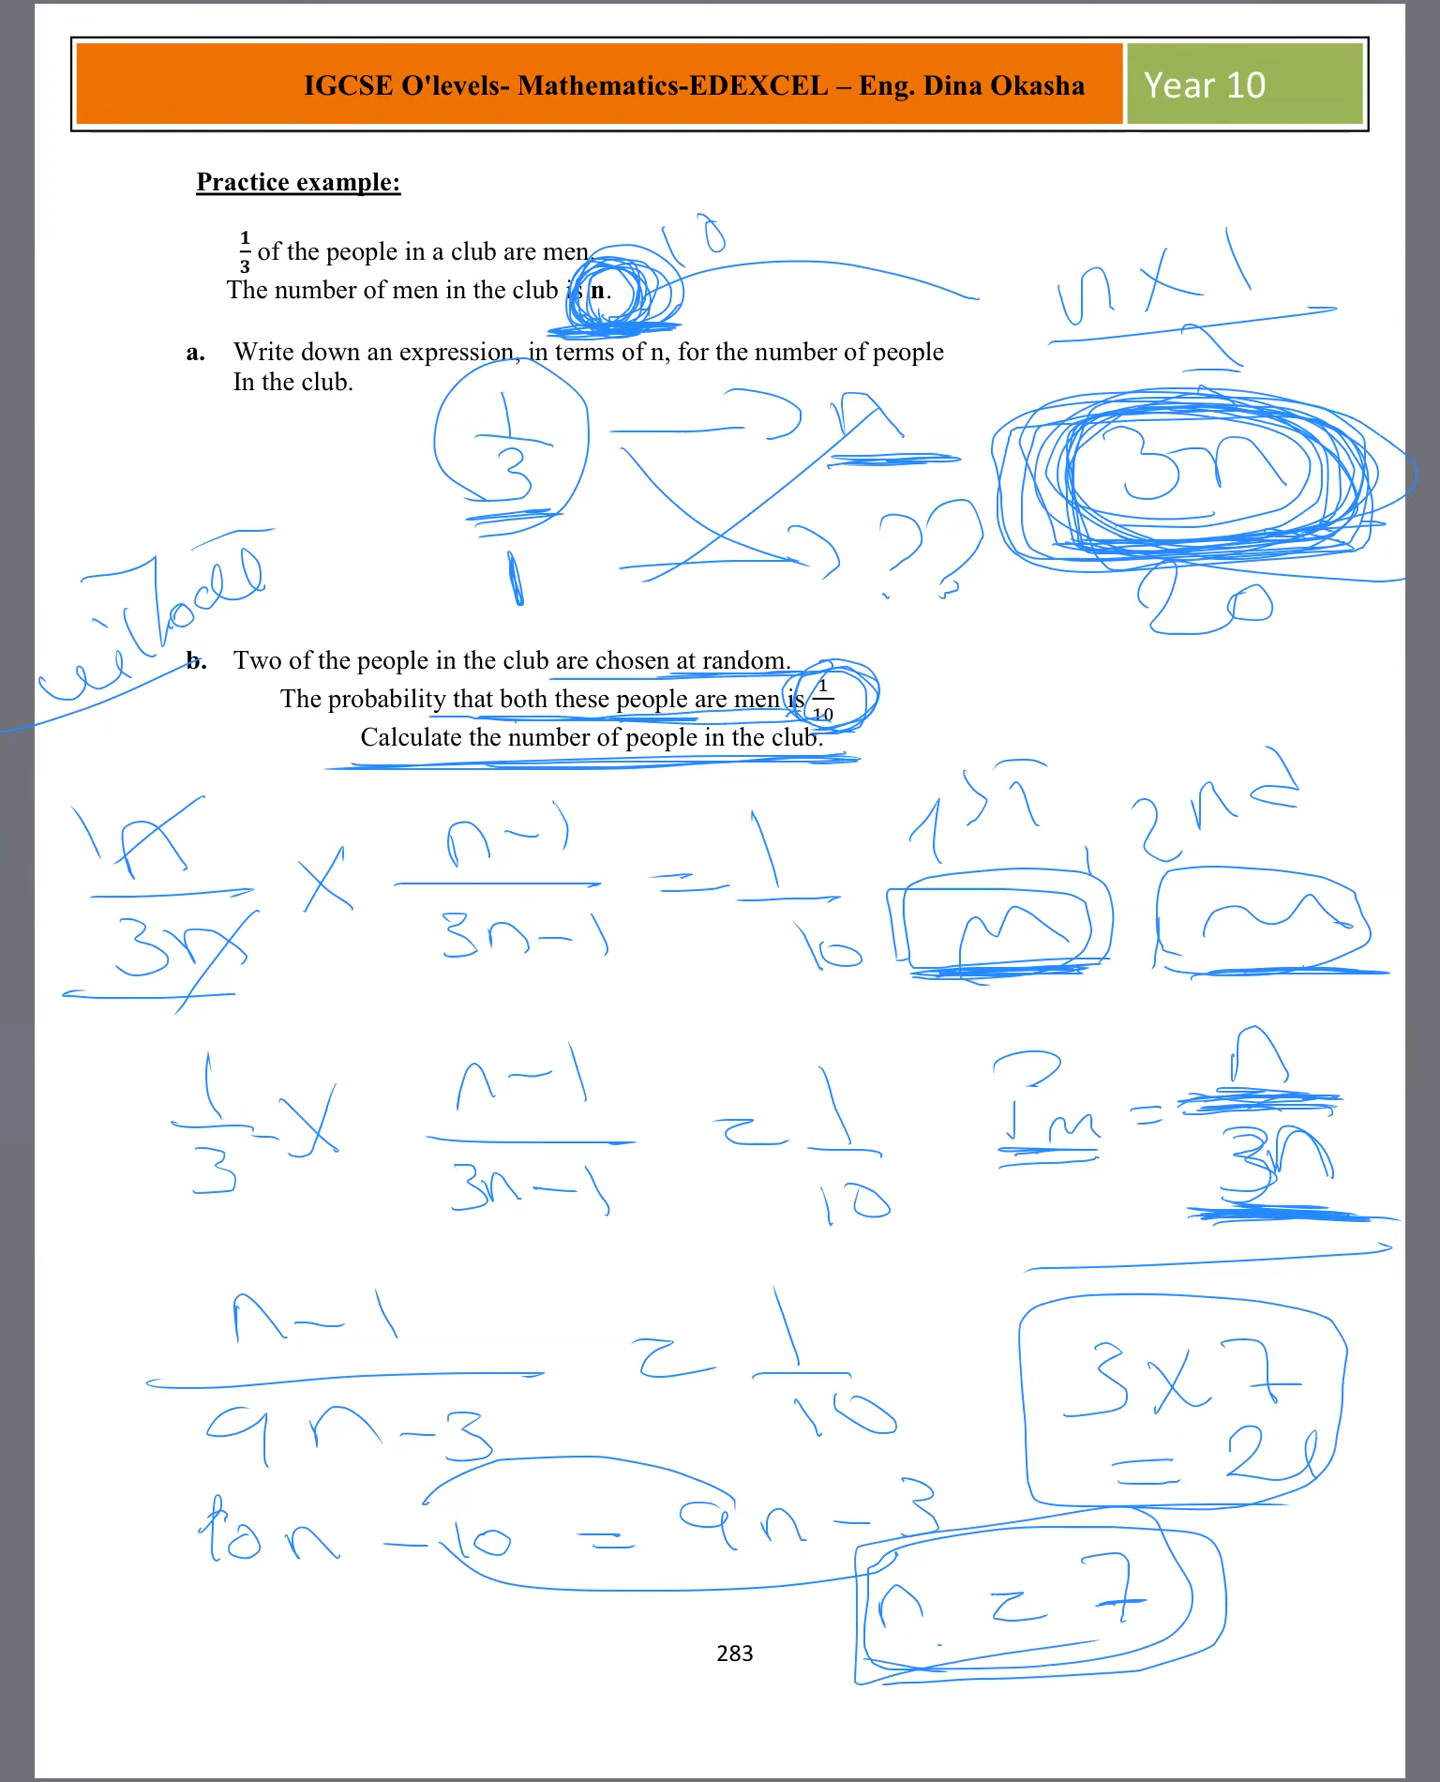 IGCSE O'levels- Mathematics-EDEXCEL – Eng. Dina Okasha Year 10
Practice example:
1/3 of the people in a club are men.
The number of men in the club is n.
10
n × 1
a. Write down an expression, in terms of n, for the number of people
In the club.
1/3 → n
3n
1 → ??
b. Two of the people in the club are chosen at random.
The probability that both these people are men is 1/10
Calculate the number of people in the club.
1st 2nd
n/3n × n-1/3n-1 = 1/10
m m
1/3 × n-1/3n-1 = 1/10
Pm = n/3n
n-1/9n-3 = 1/10
3×7
= 21
10n - 10 = 9n - 3
n = 7
283